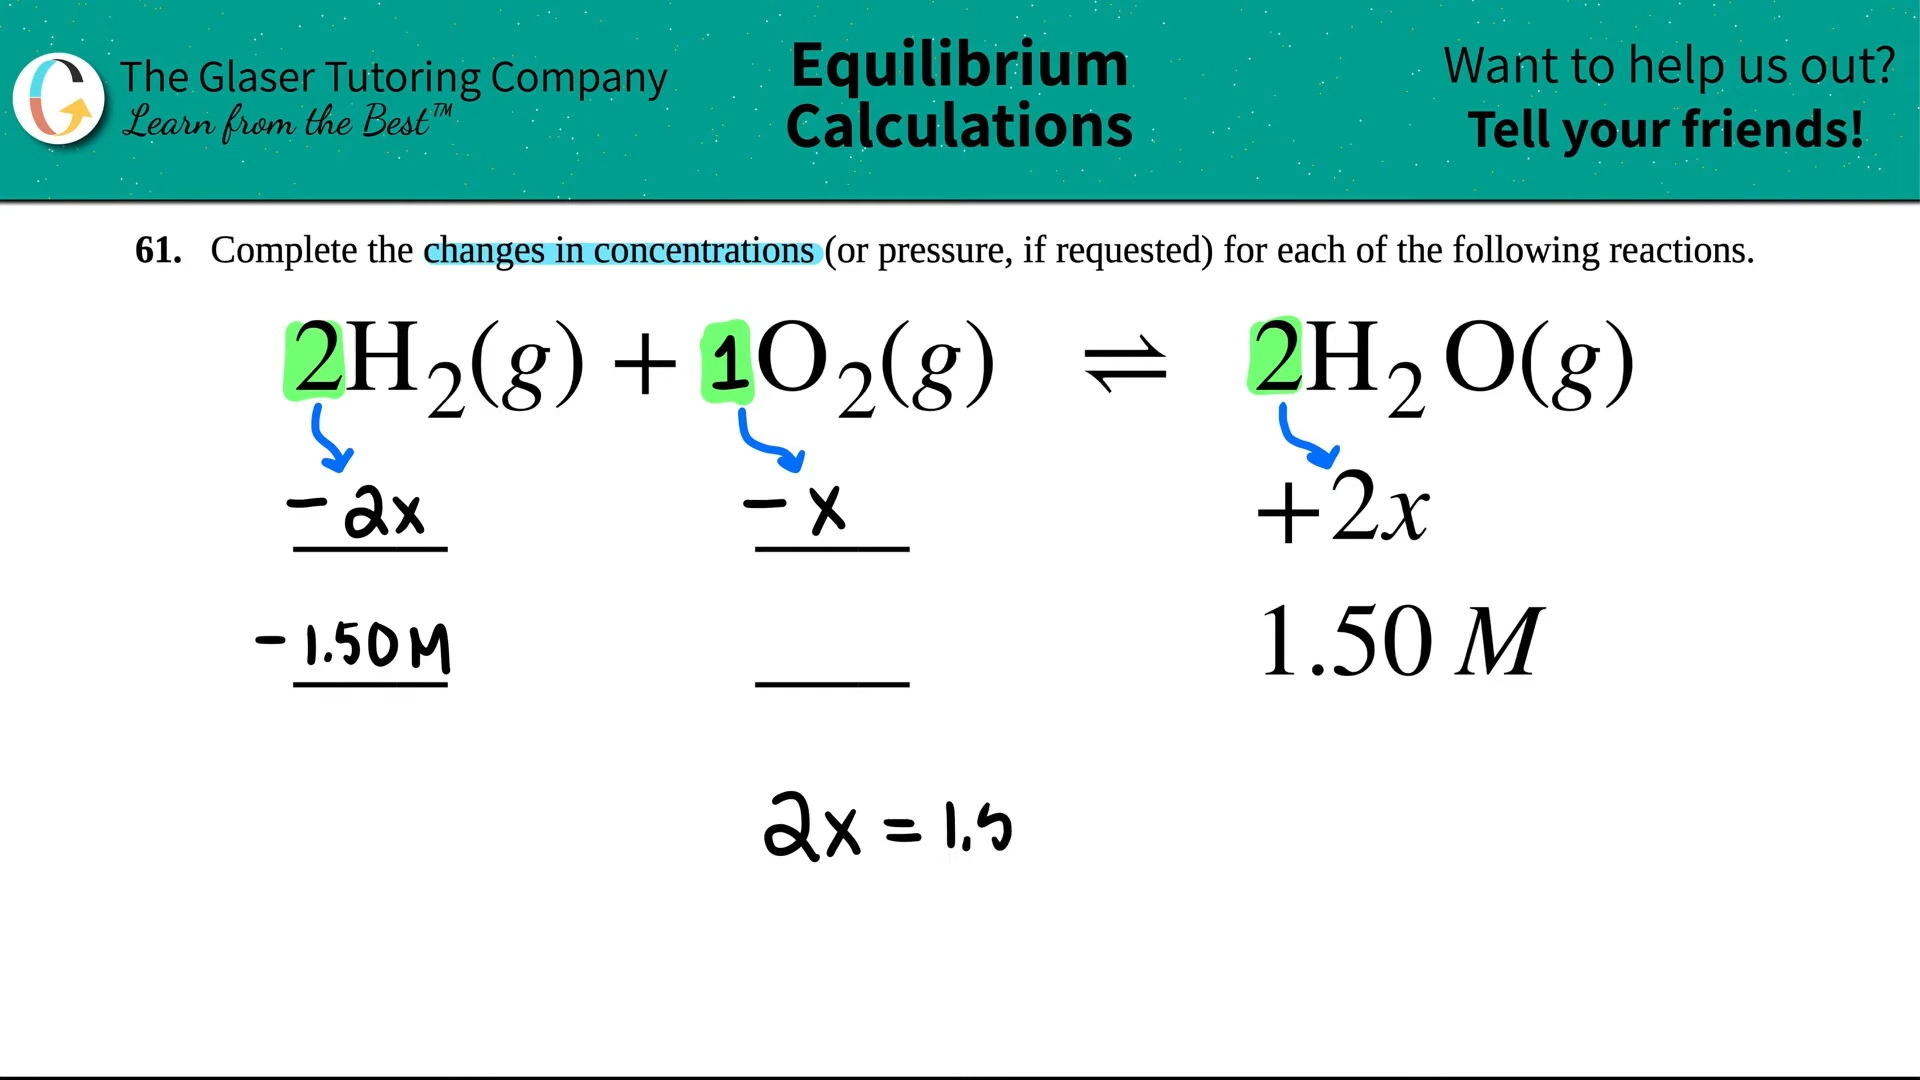 The Glaser Tutoring Company
Learn from the Best™
Equilibrium
Calculations
Want to help us out?
Tell your friends!
61. Complete the changes in concentrations (or pressure, if requested) for each of the following reactions.
2H₂(g) + 1O₂(g) ⇌ 2H₂O(g)
-2x -x +2x
-1.50M 1.50 M
2x = 1.5